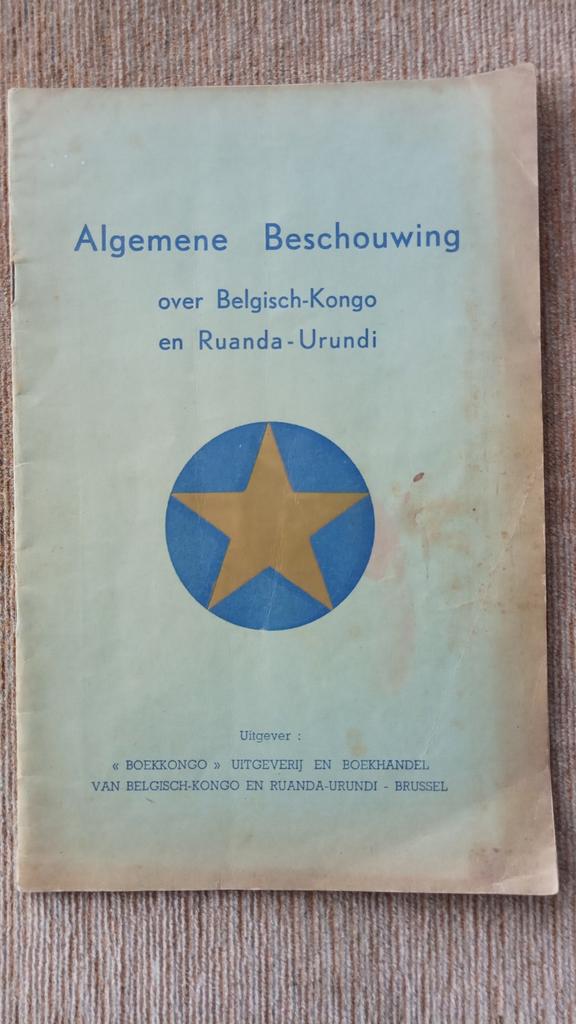 Algemene Beschouwing
over Belgisch-Kongo
en Ruanda-Urundi
Uitgever :
« BOEKKONGO » UITGEVERIJ EN BOEKHANDEL
VAN BELGISCH-KONGO EN RUANDA-URUNDI - BRUSSEL